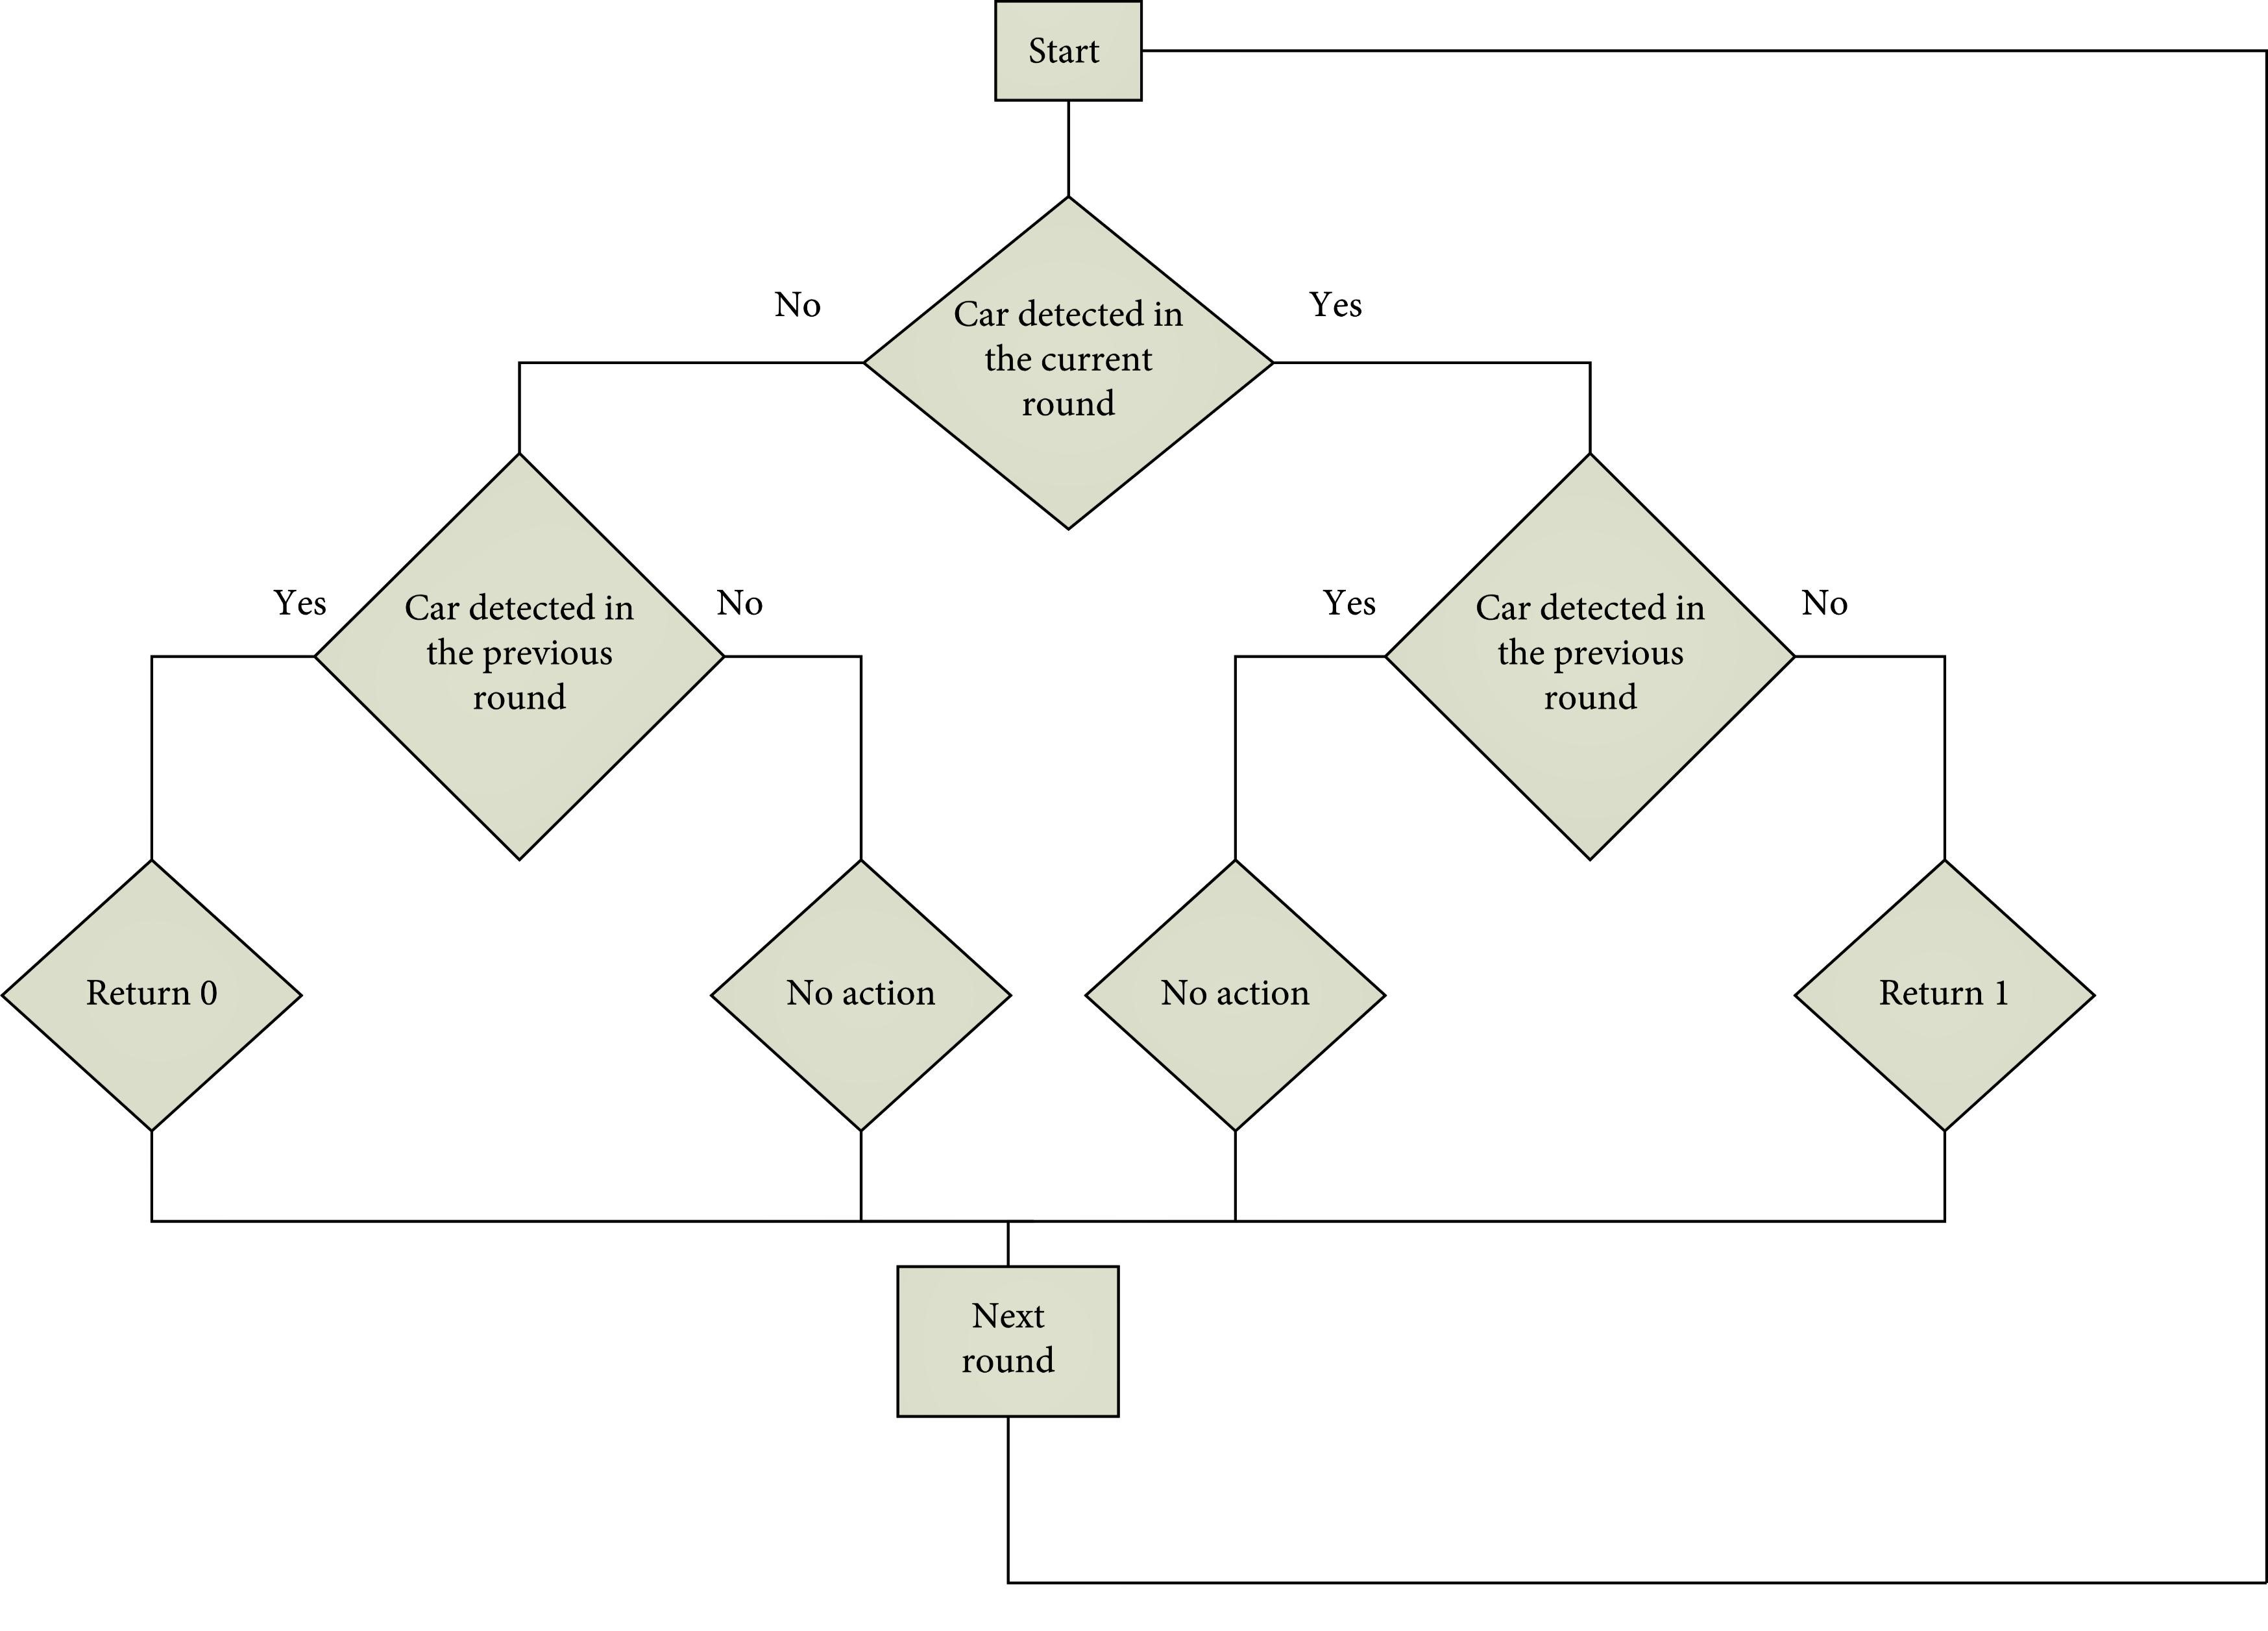 Start
No
Yes
Car detected in
the current
round
Yes
Car detected in
the previous
round
No
Yes
Car detected in
the previous
round
No
Return 0
No action
No action
Return 1
Next
round